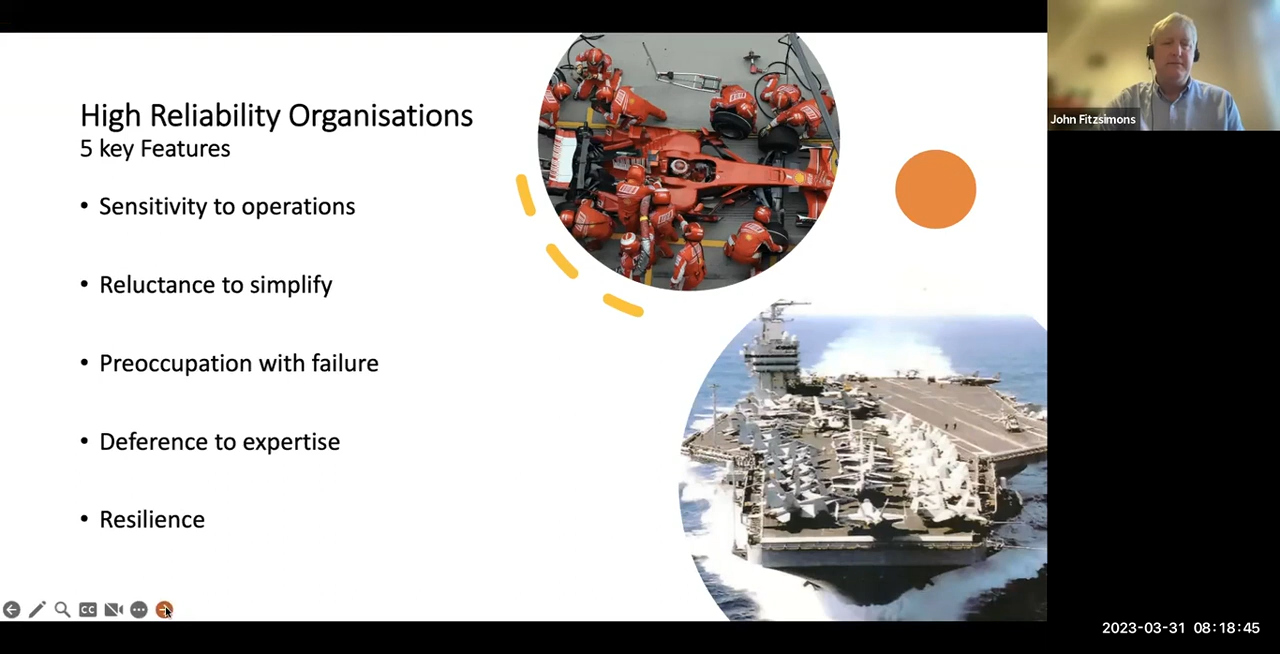 High Reliability Organisations
5 key Features
• Sensitivity to operations
• Reluctance to simplify
• Preoccupation with failure
• Deference to expertise
• Resilience
CC
John Fitzsimons
2023-03-31 08:18:45